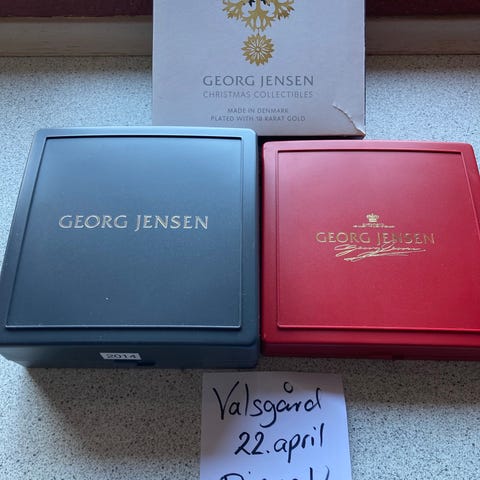 GEORG JENSEN
CHRISTMAS COLLECTIBLES
MADE IN DENMARK
PLATED WITH 18 KARAT GOLD
GEORG JENSEN
2014
GEORG JENSEN
Valsgård
22. april